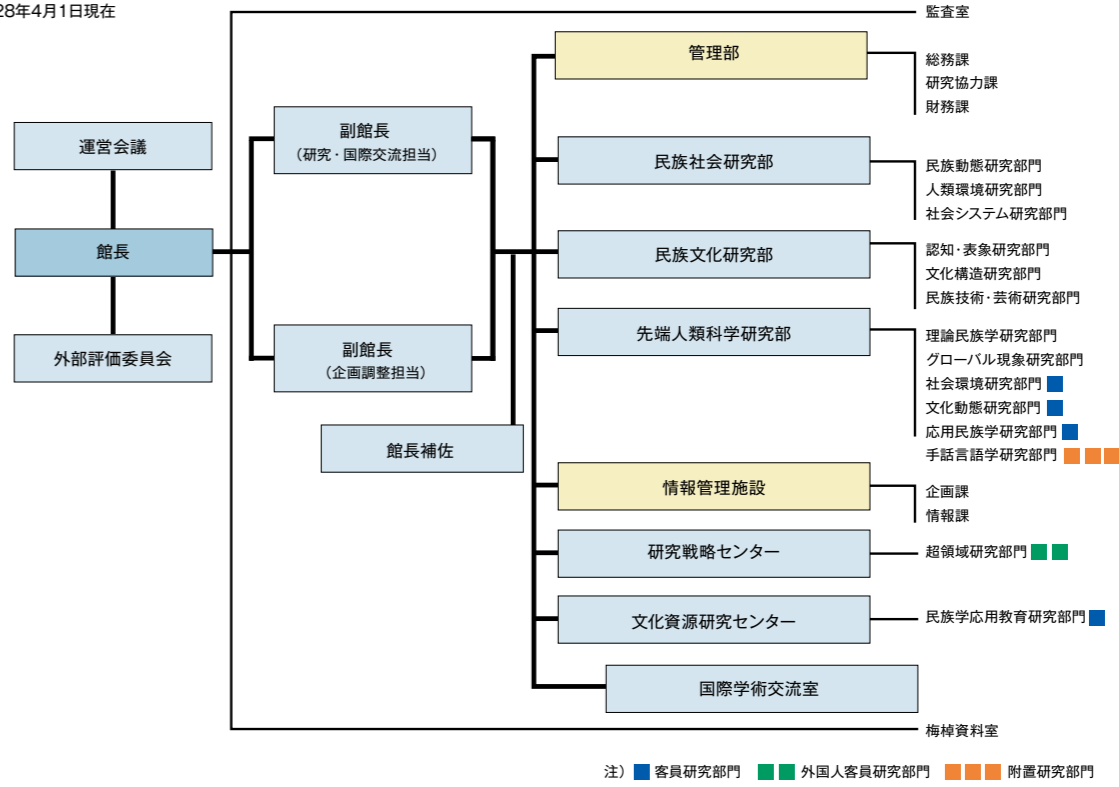 28年4月1日現在
監査室
管理部
総務課
研究協力課
財務課
運営会議
副館長
(研究・国際交流担当)
民族社会研究部
民族動態研究部門
人類環境研究部門
社会システム研究部門
館長
民族文化研究部
認知・表象研究部門
文化構造研究部門
民族技術・芸術研究部門
外部評価委員会
副館長
(企画調整担当)
先端人類科学研究部
理論民族学研究部門
グローバル現象研究部門
社会環境研究部門
文化動態研究部門
応用民族学研究部門
手話言語学研究部門
館長補佐
情報管理施設
企画課
情報課
研究戦略センター
超領域研究部門
文化資源研究センター
民族学応用教育研究部門
国際学術交流室
梅棹資料室
注) 客員研究部門 外国人客員研究部門 附置研究部門